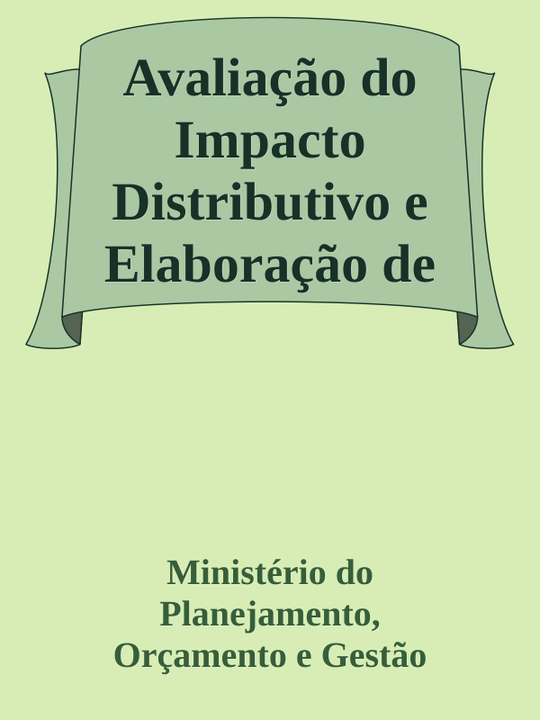 Avaliação do
Impacto
Distributivo e
Elaboração de
Ministério do
Planejamento,
Orçamento e Gestão